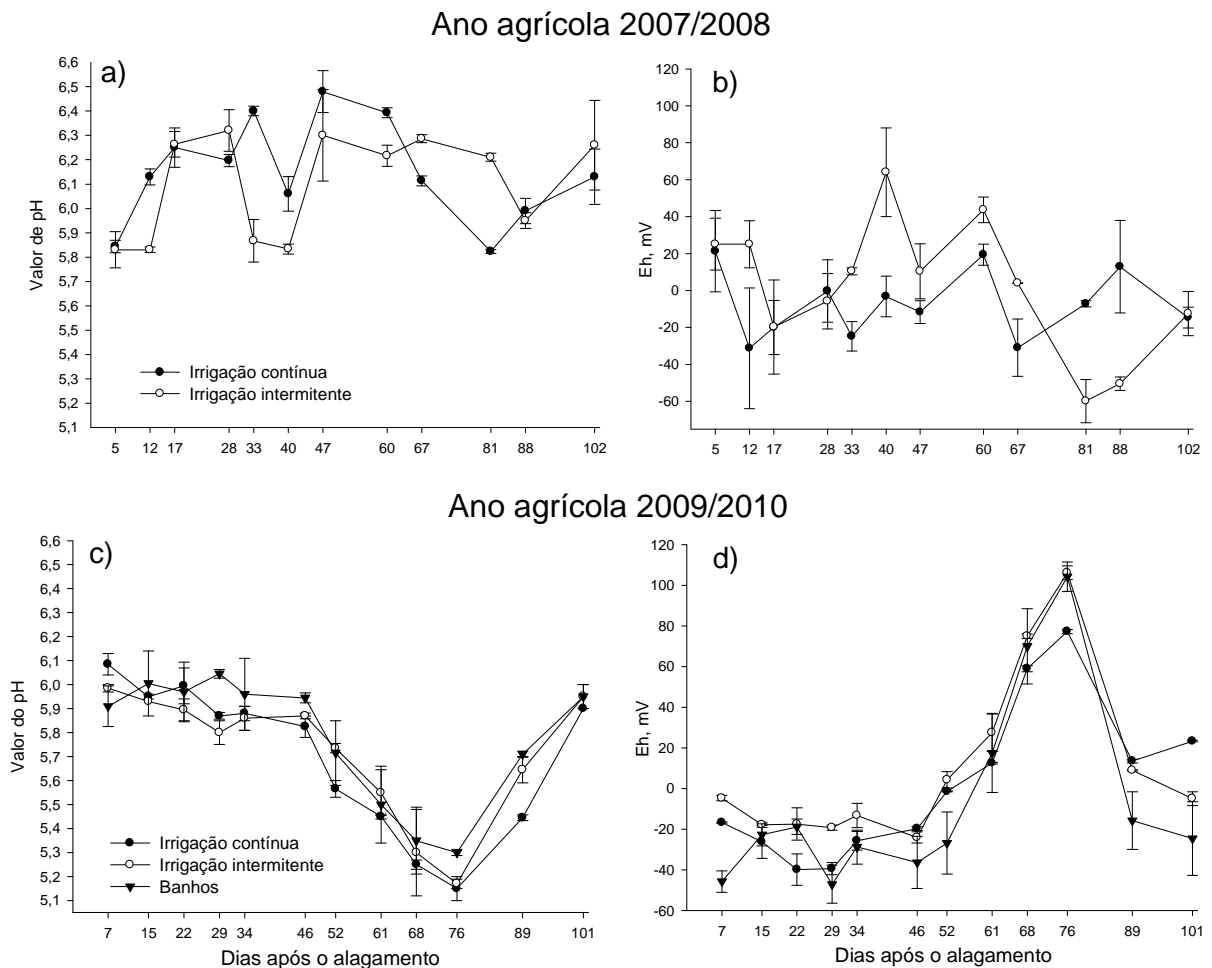 Ano agrícola 2007/2008
a)
Valor de pH
6,6
6,5
6,4
6,3
6,2
6,1
6,0
5,9
5,8
5,7
5,6
5,5
5,4
5,3
5,2
5,1
Irrigação contínua
Irrigação intermitente
5 12 17 28 33 40 47 60 67 81 88 102
b)
Eh, mV
120
100
80
60
40
20
0
-20
-40
-60
5 12 17 28 33 40 47 60 67 81 88 102
Ano agrícola 2009/2010
c)
Valor do pH
6,6
6,5
6,4
6,3
6,2
6,1
6,0
5,9
5,8
5,7
5,6
5,5
5,4
5,3
5,2
5,1
Irrigação contínua
Irrigação intermitente
Banhos
7 15 22 29 34 46 52 61 68 76 89 101
Dias após o alagamento
d)
Eh, mV
120
100
80
60
40
20
0
-20
-40
-60
7 15 22 29 34 46 52 61 68 76 89 101
Dias após o alagamento